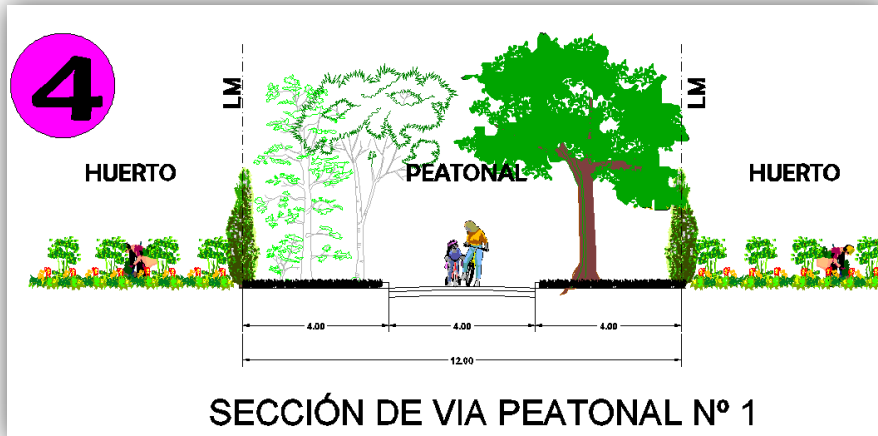 4
LM
LM
HUERTO
PEATONAL
HUERTO
4.00
4.00
4.00
12.00
SECCIÓN DE VIA PEATONAL Nº 1